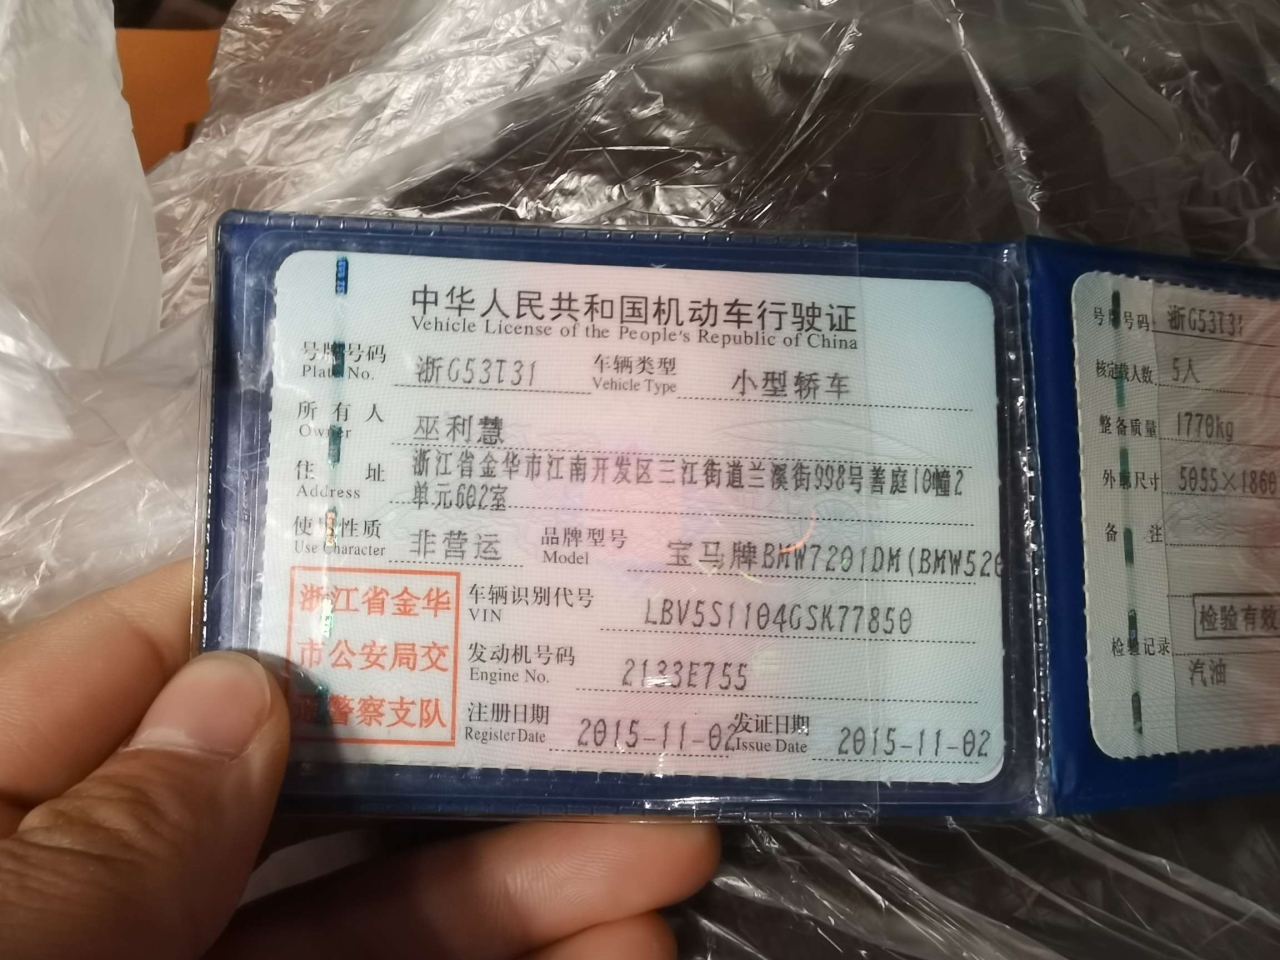 中华人民共和国机动车行驶证
Vehicle License of the People's Republic of China
号牌号码 浙G53T31 车辆类型 小型轿车
Plate No. Vehicle Type
所有人 巫利慧
Owner
住址 浙江省金华市江南开发区三江街道兰溪街998号善庭10幢2
Address 单元602室
使用性质 非营运 品牌型号 宝马牌BMW7201DM(BMW520
Use Character Model
浙江省金华
市公安局交
通警察支队
车辆识别代号 LBV5S1104GSK77850
VIN
发动机号码 2133E755
Engine No.
注册日期 2015-11-02 发证日期 2015-11-02
Register Date Issue Date
号牌号码 浙G53T31
核定载人数 5人
整备质量 1770kg
外廓尺寸 5055×1860
备注
检验有效
检验记录
汽油